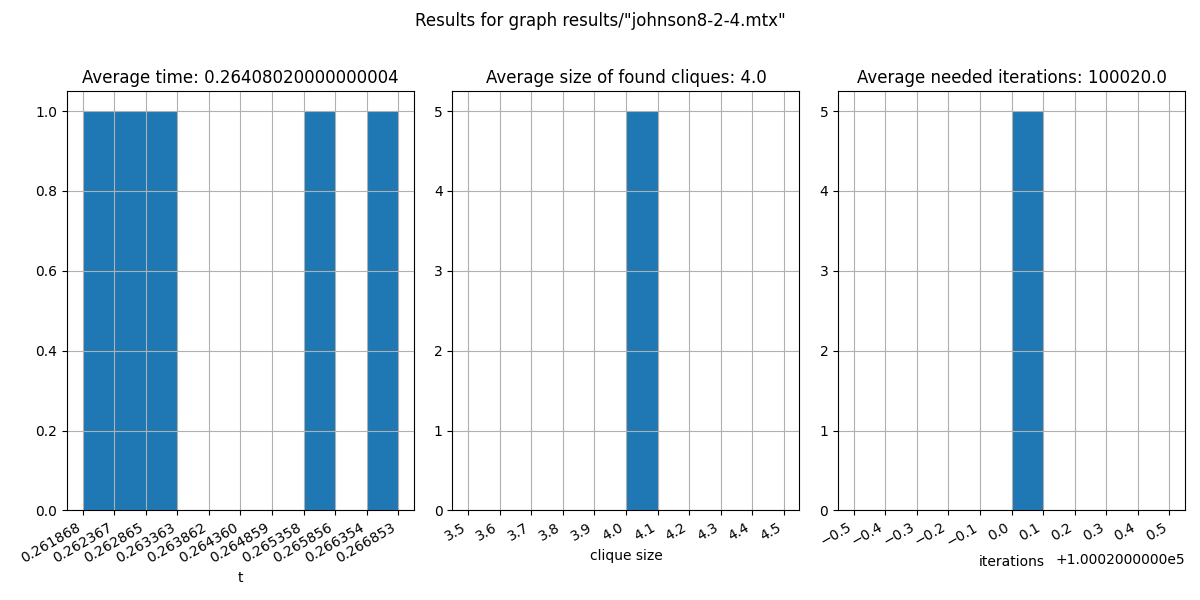 Results for graph results/"johnson8-2-4.mtx"
Average time: 0.26408020000000004
1.0
0.8
0.6
0.4
0.2
0.0
0.261868 0.262367 0.262865 0.263363 0.263862 0.264360 0.264859 0.265358 0.265856 0.266354 0.266853
t
Average size of found cliques: 4.0
5
4
3
2
1
0
3.5 3.6 3.7 3.8 3.9 4.0 4.1 4.2 4.3 4.4 4.5
clique size
Average needed iterations: 100020.0
5
4
3
2
1
0
−0.5 −0.4 −0.3 −0.2 −0.1 0.0 0.1 0.2 0.3 0.4 0.5
iterations +1.0002000000e5